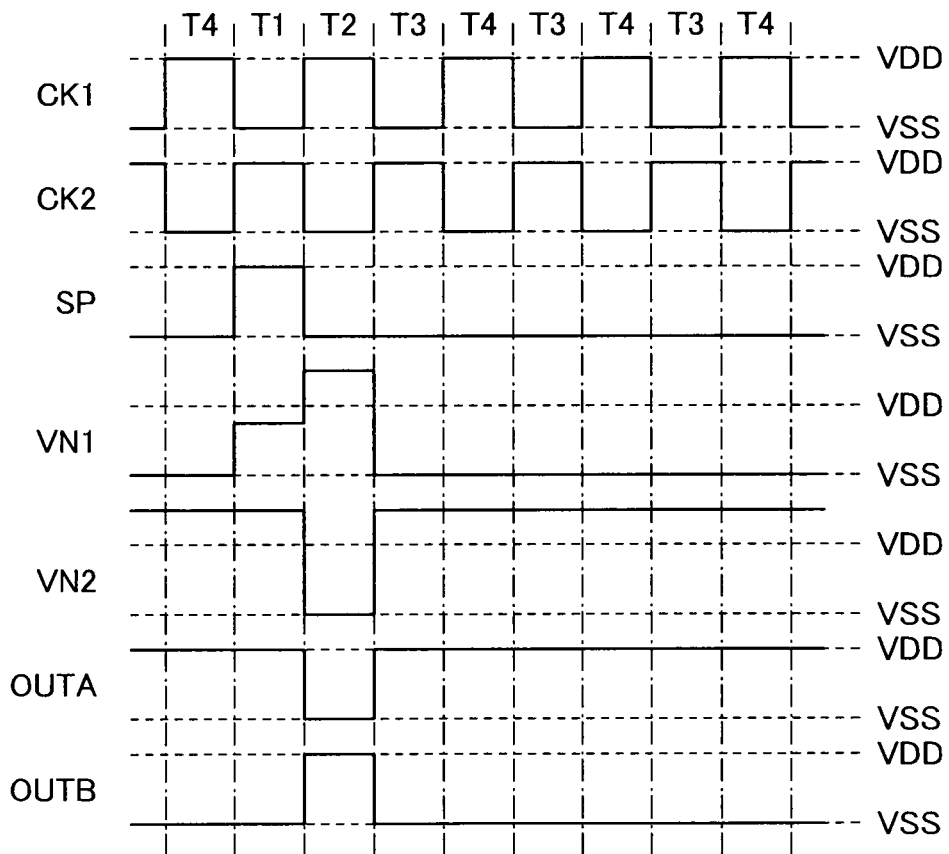 T4 T1 T2 T3 T4 T3 T4 T3 T4
CK1 VDD
VSS
CK2 VDD
VSS
SP VDD
VSS
VN1 VDD
VSS
VN2 VDD
VSS
OUTA VDD
VSS
OUTB VDD
VSS